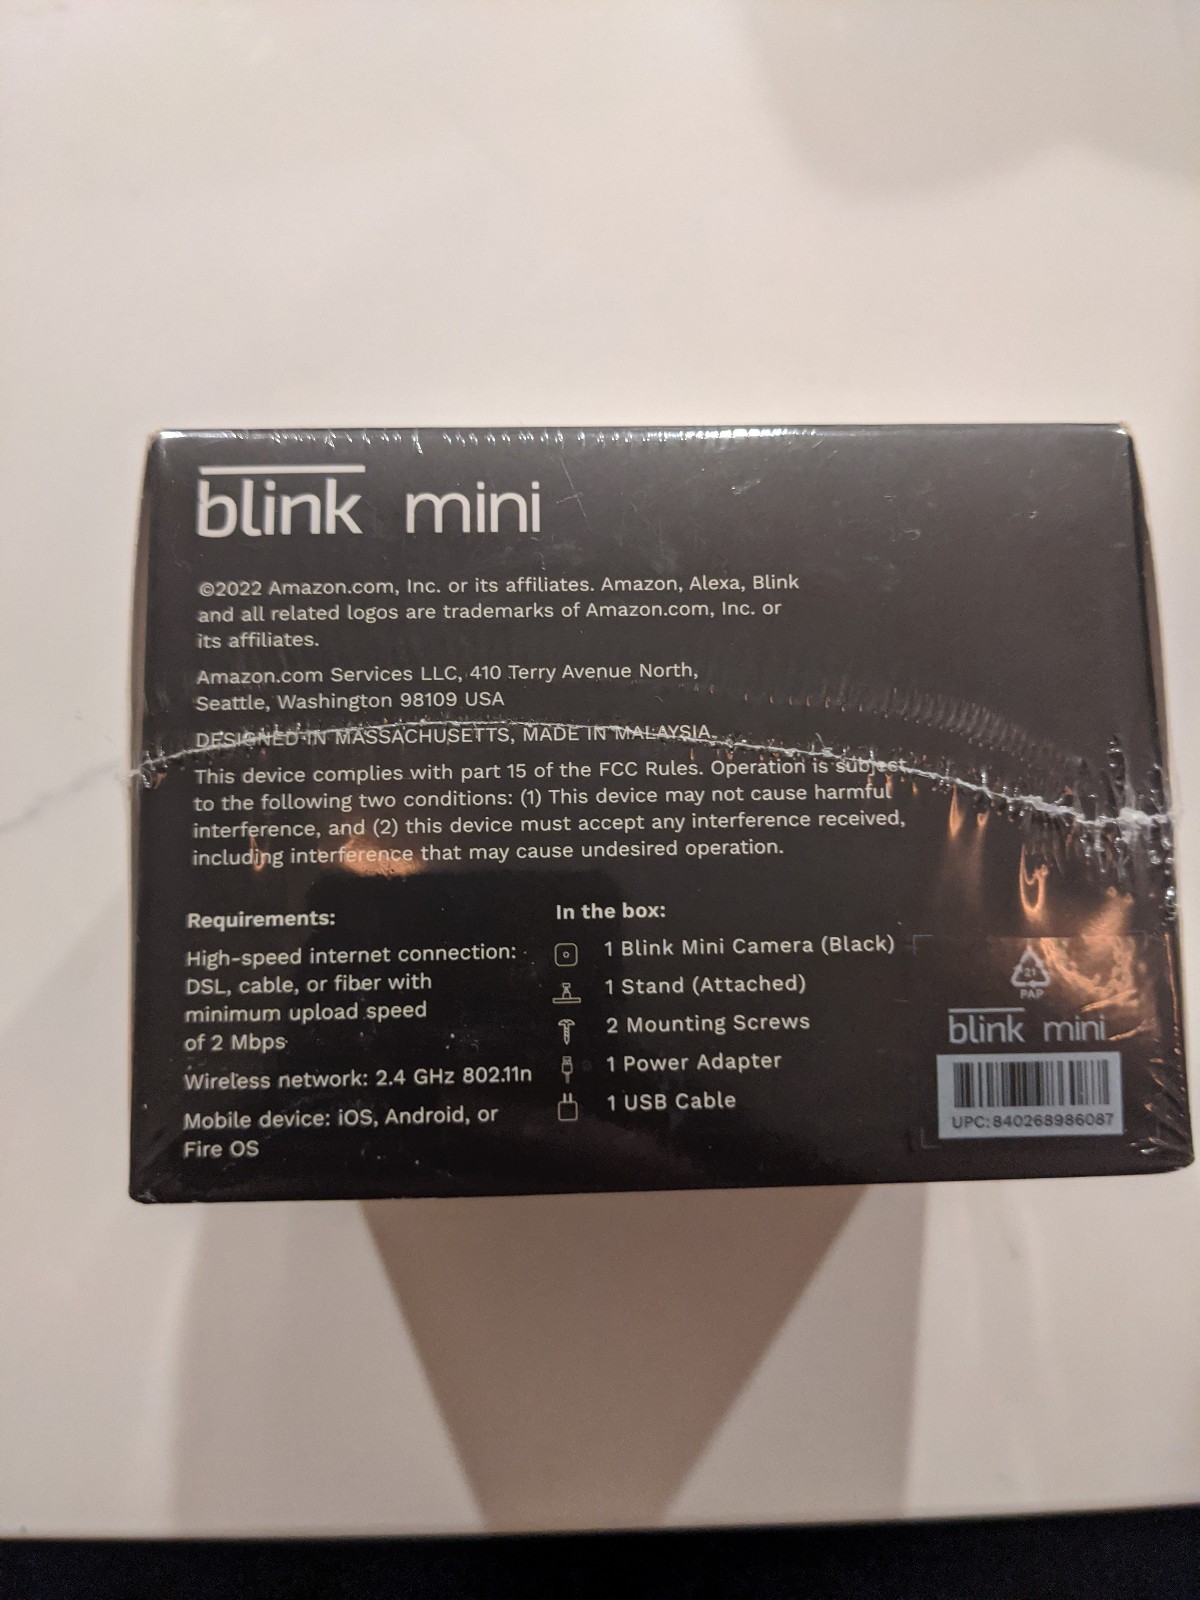 blink mini
©2022 Amazon.com, Inc. or its affiliates. Amazon, Alexa, Blink
and all related logos are trademarks of Amazon.com, Inc. or
its affiliates.
Amazon.com Services LLC, 410 Terry Avenue North,
Seattle, Washington 98109 USA
DESIGNED IN MASSACHUSETTS, MADE IN MALAYSIA.
This device complies with part 15 of the FCC Rules. Operation is subject
to the following two conditions: (1) This device may not cause harmful
interference, and (2) this device must accept any interference received,
including interference that may cause undesired operation.
Requirements:
High-speed internet connection:
DSL, cable, or fiber with
minimum upload speed
of 2 Mbps
Wireless network: 2.4 GHz 802.11n
Mobile device: iOS, Android, or
Fire OS
In the box:
1 Blink Mini Camera (Black)
1 Stand (Attached)
2 Mounting Screws
1 Power Adapter
1 USB Cable
21
PAP
blink mini
UPC: 840268986087